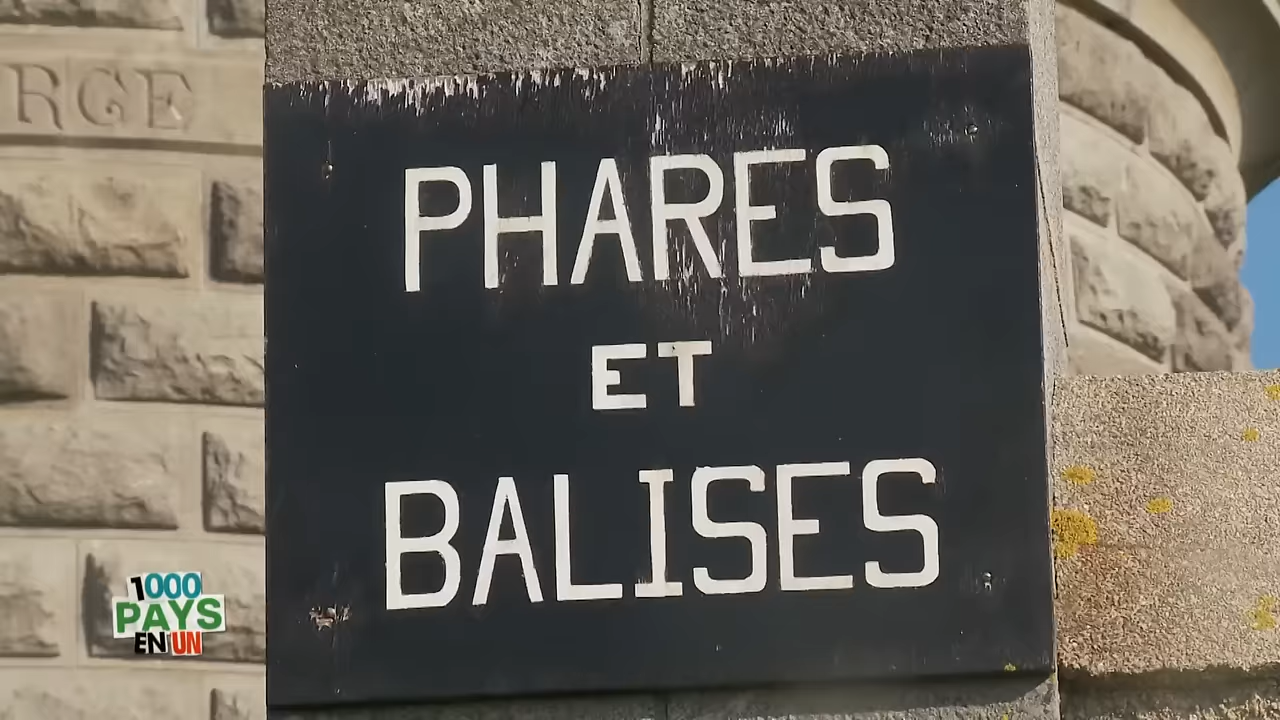 RGE
PHARES
ET
BALISES
1000
PAYS
EN UN